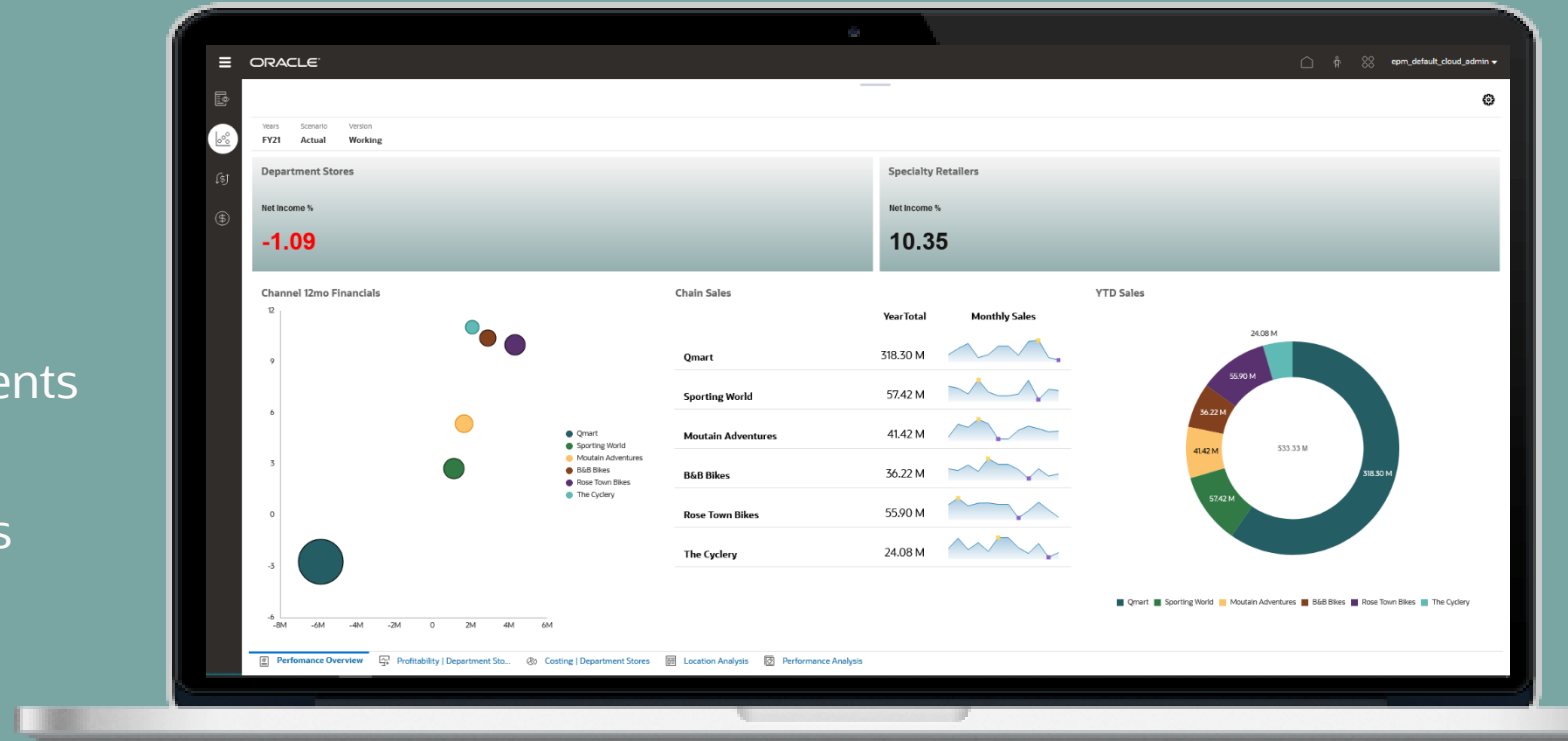 ents
s
ORACLE
epm_default_cloud_admin
Years Scenario Version
FY21 Actual Working
Department Stores
Net Income %
-1.09
Specialty Retailers
Net Income %
10.35
Channel 12mo Financials
12
9
6
3
0
-3
-6
-8M -6M -4M -2M 0 2M 4M 6M
Qmart
Sporting World
Moutain Adventures
B&B Bikes
Rose Town Bikes
The Cyclery
Chain Sales
YearTotal Monthly Sales
Qmart 318.30 M
Sporting World 57.42 M
Moutain Adventures 41.42 M
B&B Bikes 36.22 M
Rose Town Bikes 55.90 M
The Cyclery 24.08 M
YTD Sales
24.08 M
55.90 M
36.22 M
41.42 M
533.33 M
318.30 M
57.42 M
Qmart Sporting World Moutain Adventures B&B Bikes Rose Town Bikes The Cyclery
Perfomance Overview Profitability | Department Sto... Costing | Department Stores Location Analysis Performance Analysis